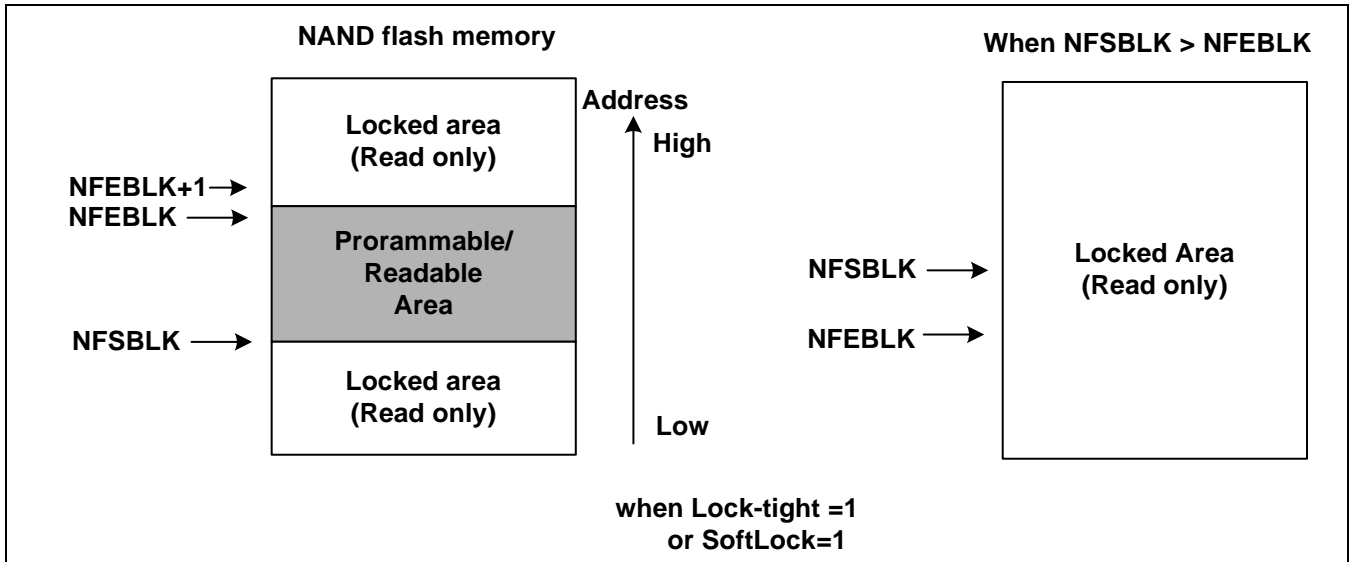 NAND flash memory
When NFSBLK > NFEBLK
Locked area
(Read only)
Address
High
NFEBLK+1
NFEBLK
Prorammable/
Readable
Area
NFSBLK
Locked area
(Read only)
Low
NFSBLK
NFEBLK
Locked Area
(Read only)
when Lock-tight =1
or SoftLock=1